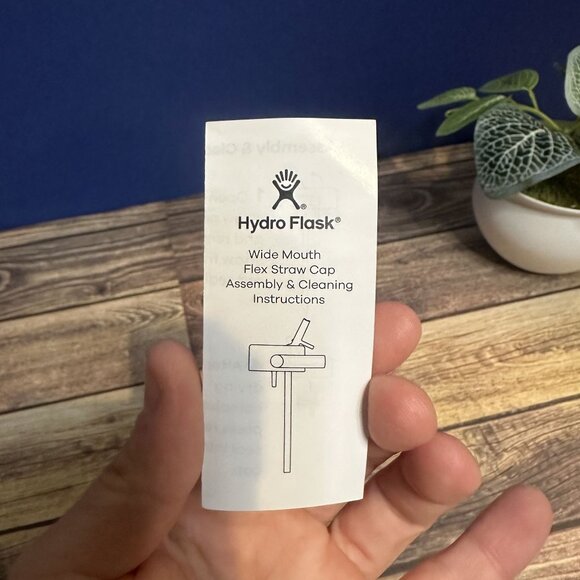 Hydro Flask®
Wide Mouth
Flex Straw Cap
Assembly & Cleaning
Instructions